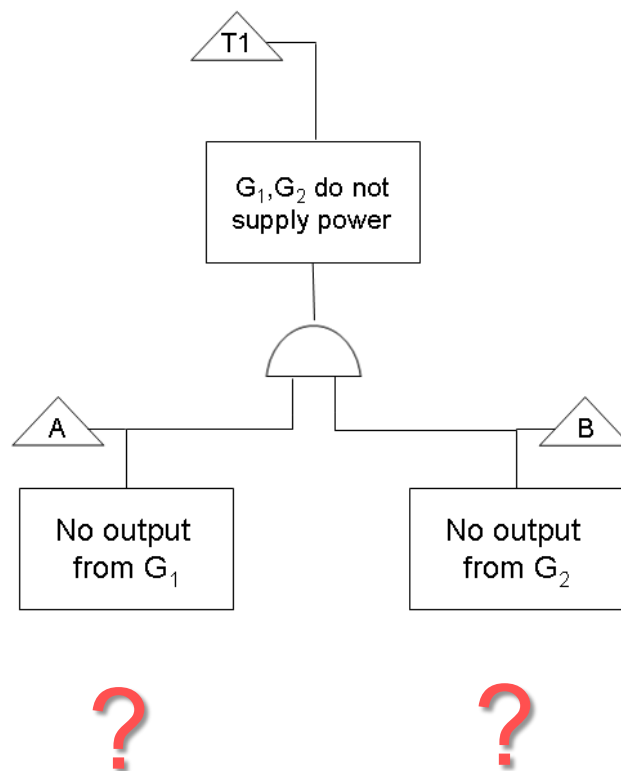 T1
G₁,G₂ do not
supply power
A
B
No output
from G₁
No output
from G₂
?
?